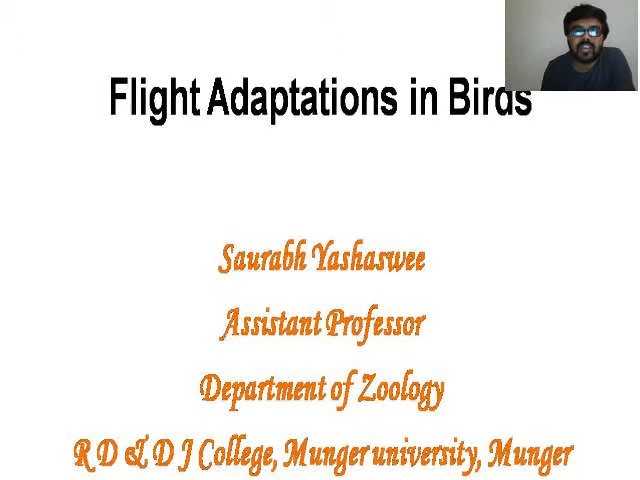 Flight Adaptations in Birds
Saurabh Yashaswee
Assistant Professor
Department of Zoology
R D & D J College, Munger university, Munger